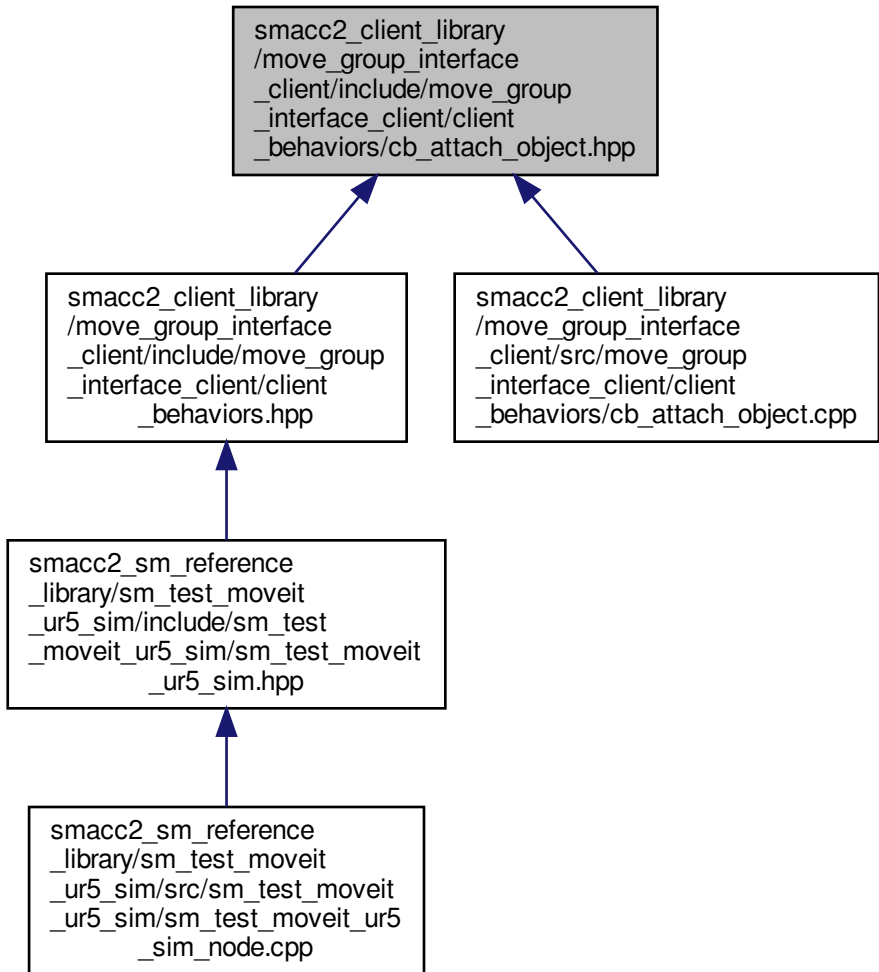 smacc2_client_library
/move_group_interface
_client/include/move_group
_interface_client/client
_behaviors/cb_attach_object.hpp
smacc2_client_library
/move_group_interface
_client/include/move_group
_interface_client/client
_behaviors.hpp
smacc2_client_library
/move_group_interface
_client/src/move_group
_interface_client/client
_behaviors/cb_attach_object.cpp
smacc2_sm_reference
_library/sm_test_moveit
_ur5_sim/include/sm_test
_moveit_ur5_sim/sm_test_moveit
_ur5_sim.hpp
smacc2_sm_reference
_library/sm_test_moveit
_ur5_sim/src/sm_test_moveit
_ur5_sim/sm_test_moveit_ur5
_sim_node.cpp